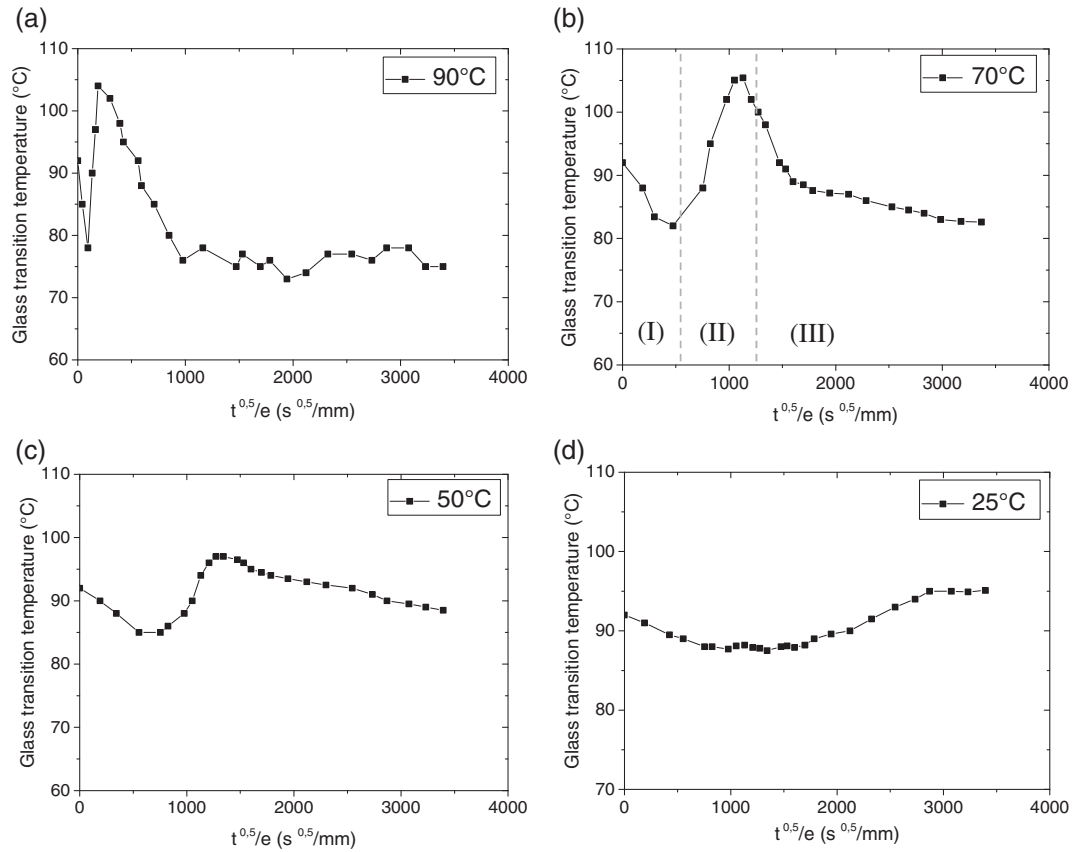 (a)
110
100
90
80
70
60
0
1000
2000
3000
4000
Glass transition temperature (°C)
t^0,5/e (s^0,5/mm)
90°C
(b)
110
100
90
80
70
60
0
1000
2000
3000
4000
Glass transition temperature (°C)
t^0,5/e (s^0,5/mm)
70°C
(I)
(II)
(III)
(c)
110
100
90
80
70
60
0
1000
2000
3000
4000
Glass transition temperature (°C)
t^0,5/e (s^0,5/mm)
50°C
(d)
110
100
90
80
70
0
1000
2000
3000
4000
Glass transition temperature (°C)
t^0,5/e (s^0,5/mm)
25°C